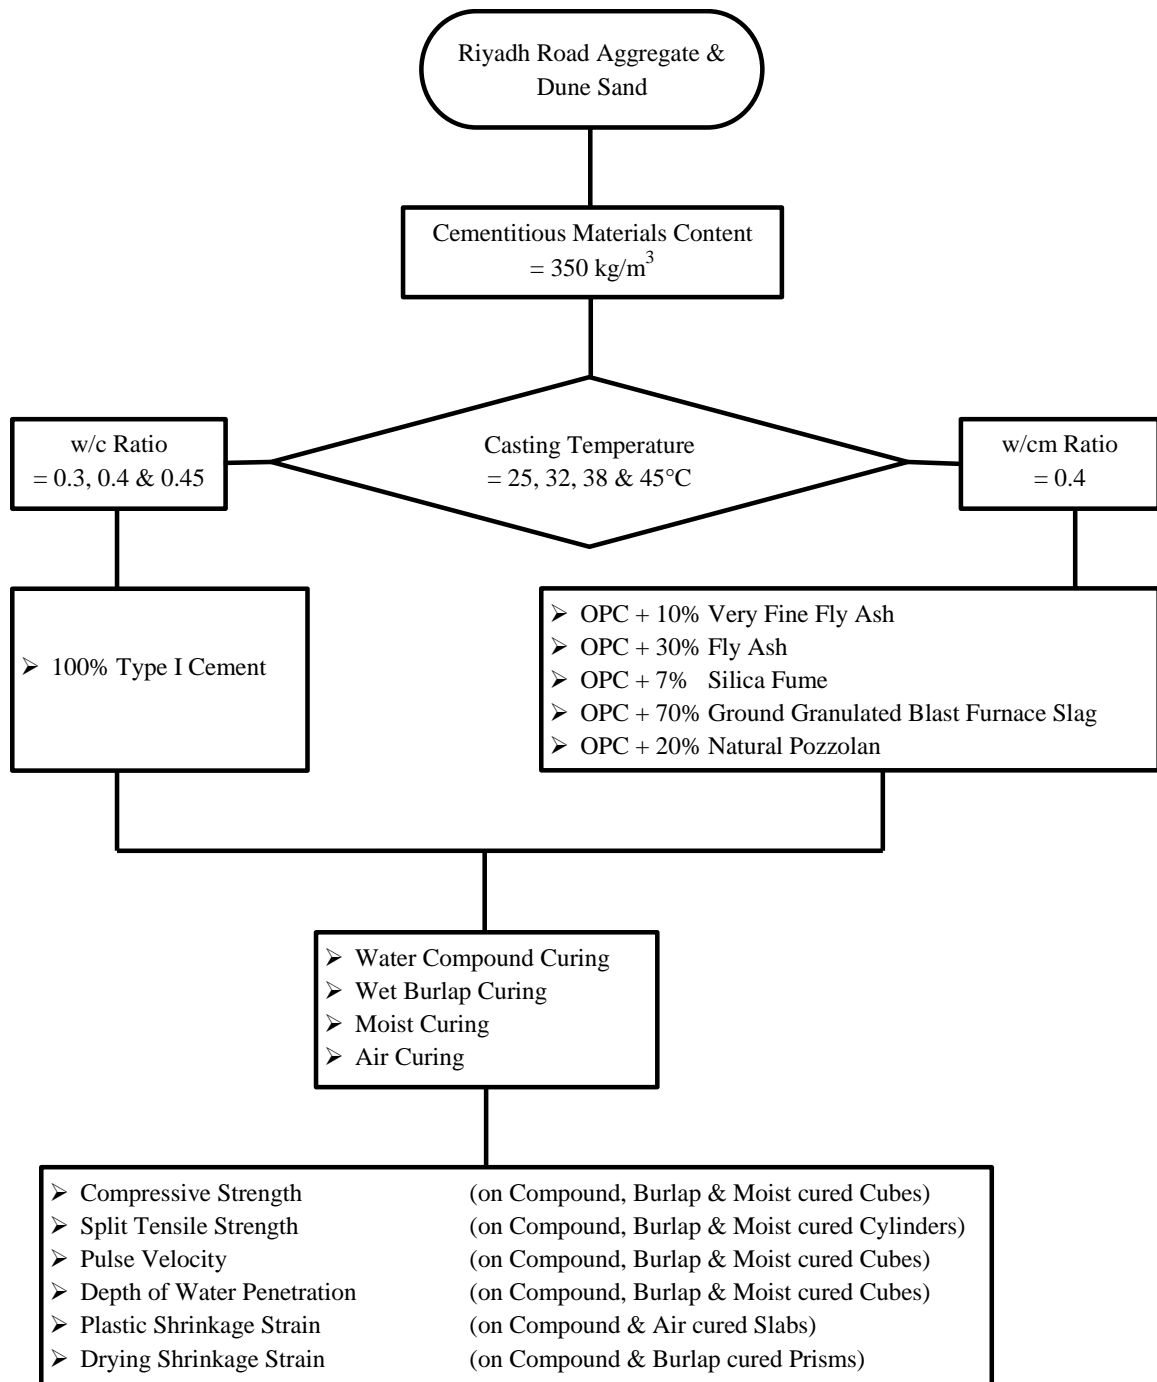 Riyadh Road Aggregate &
Dune Sand
Cementitious Materials Content
= 350 kg/m³
w/c Ratio
= 0.3, 0.4 & 0.45
Casting Temperature
= 25, 32, 38 & 45°C
w/cm Ratio
= 0.4
➢ 100% Type I Cement
➢ OPC + 10% Very Fine Fly Ash
➢ OPC + 30% Fly Ash
➢ OPC + 7% Silica Fume
➢ OPC + 70% Ground Granulated Blast Furnace Slag
➢ OPC + 20% Natural Pozzolan
➢ Water Compound Curing
➢ Wet Burlap Curing
➢ Moist Curing
➢ Air Curing
➢ Compressive Strength (on Compound, Burlap & Moist cured Cubes)
➢ Split Tensile Strength (on Compound, Burlap & Moist cured Cylinders)
➢ Pulse Velocity (on Compound, Burlap & Moist cured Cubes)
➢ Depth of Water Penetration (on Compound, Burlap & Moist cured Cubes)
➢ Plastic Shrinkage Strain (on Compound & Air cured Slabs)
➢ Drying Shrinkage Strain (on Compound & Burlap cured Prisms)